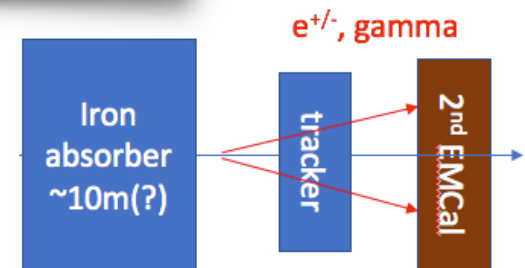 e+/-, gamma
Iron
absorber
~10m(?)
tracker
2nd EMCal